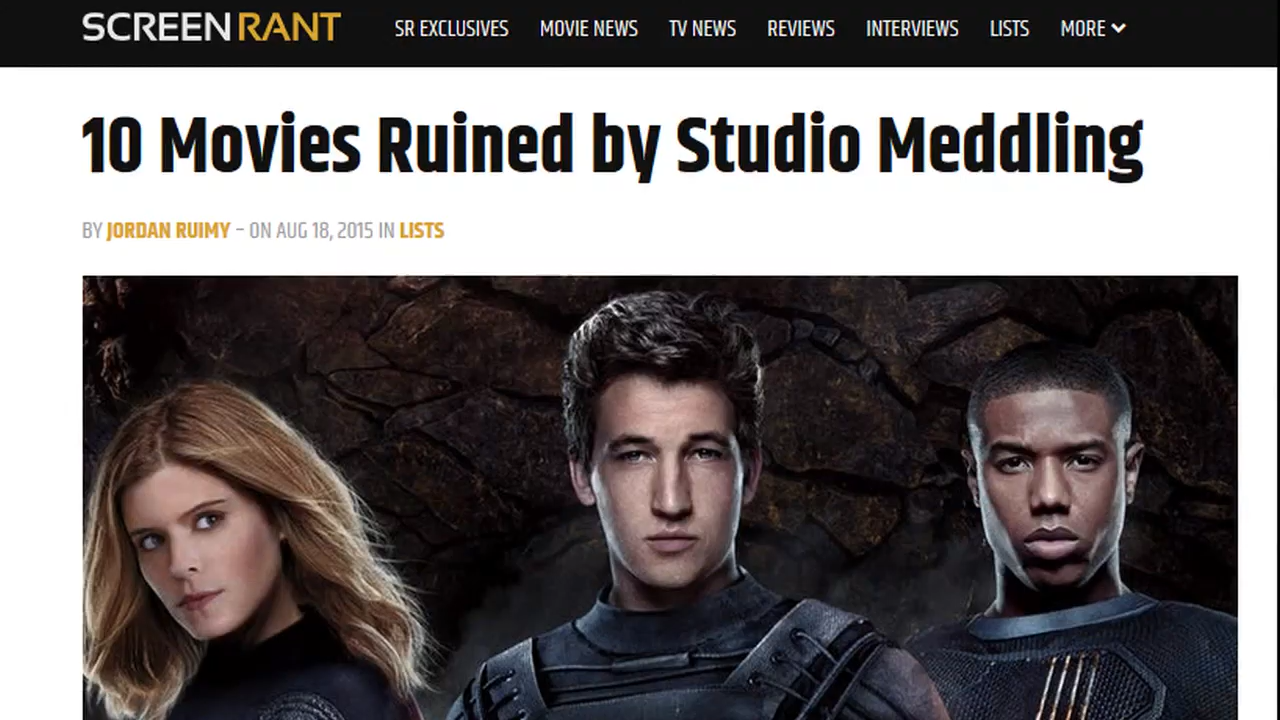 SCREENRANT SR EXCLUSIVES MOVIE NEWS TV NEWS REVIEWS INTERVIEWS LISTS MORE
10 Movies Ruined by Studio Meddling
BY JORDAN RUIMY – ON AUG 18, 2015 IN LISTS